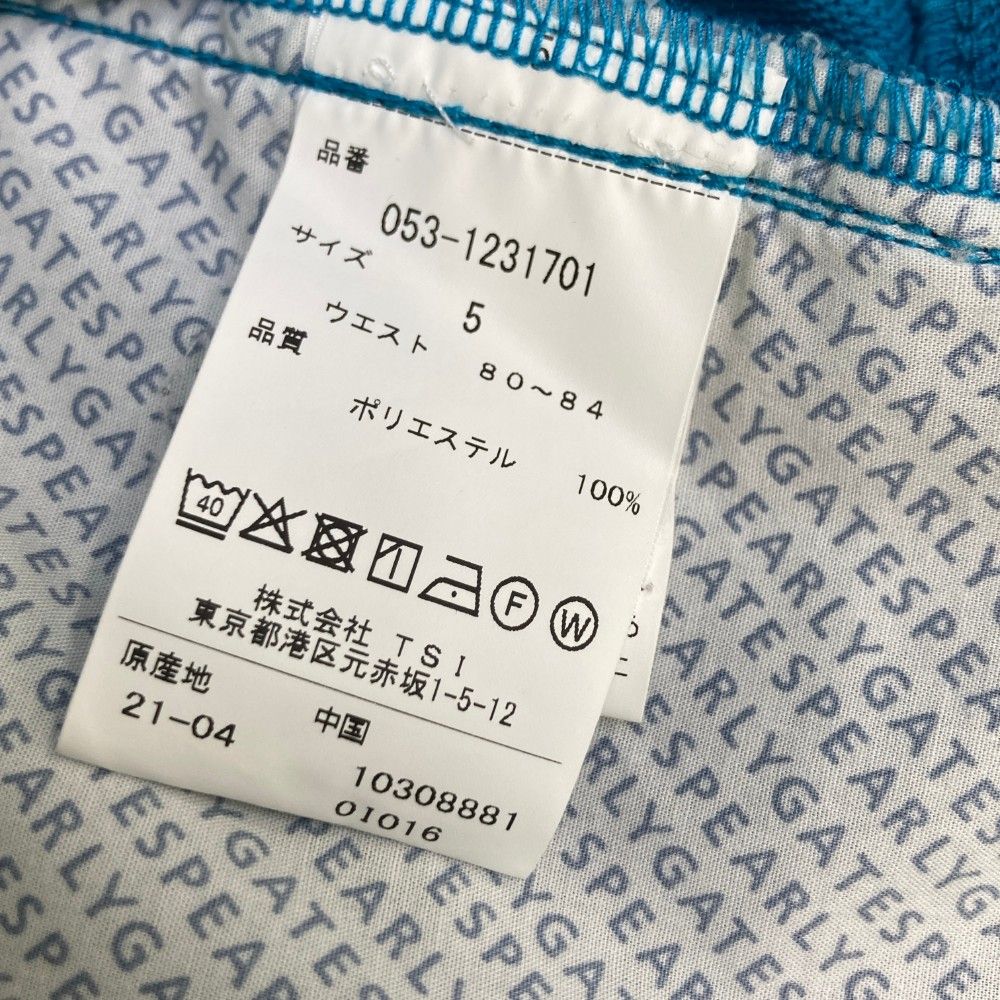 品番
053-1231701
サイズ
5
ウエスト 80～84
品質
ポリエステル 100%
40
F
W
株式会社 TSI
東京都港区元赤坂1-5-12
原産地
中国
21-04
10308881
01016
PEARLYGATES